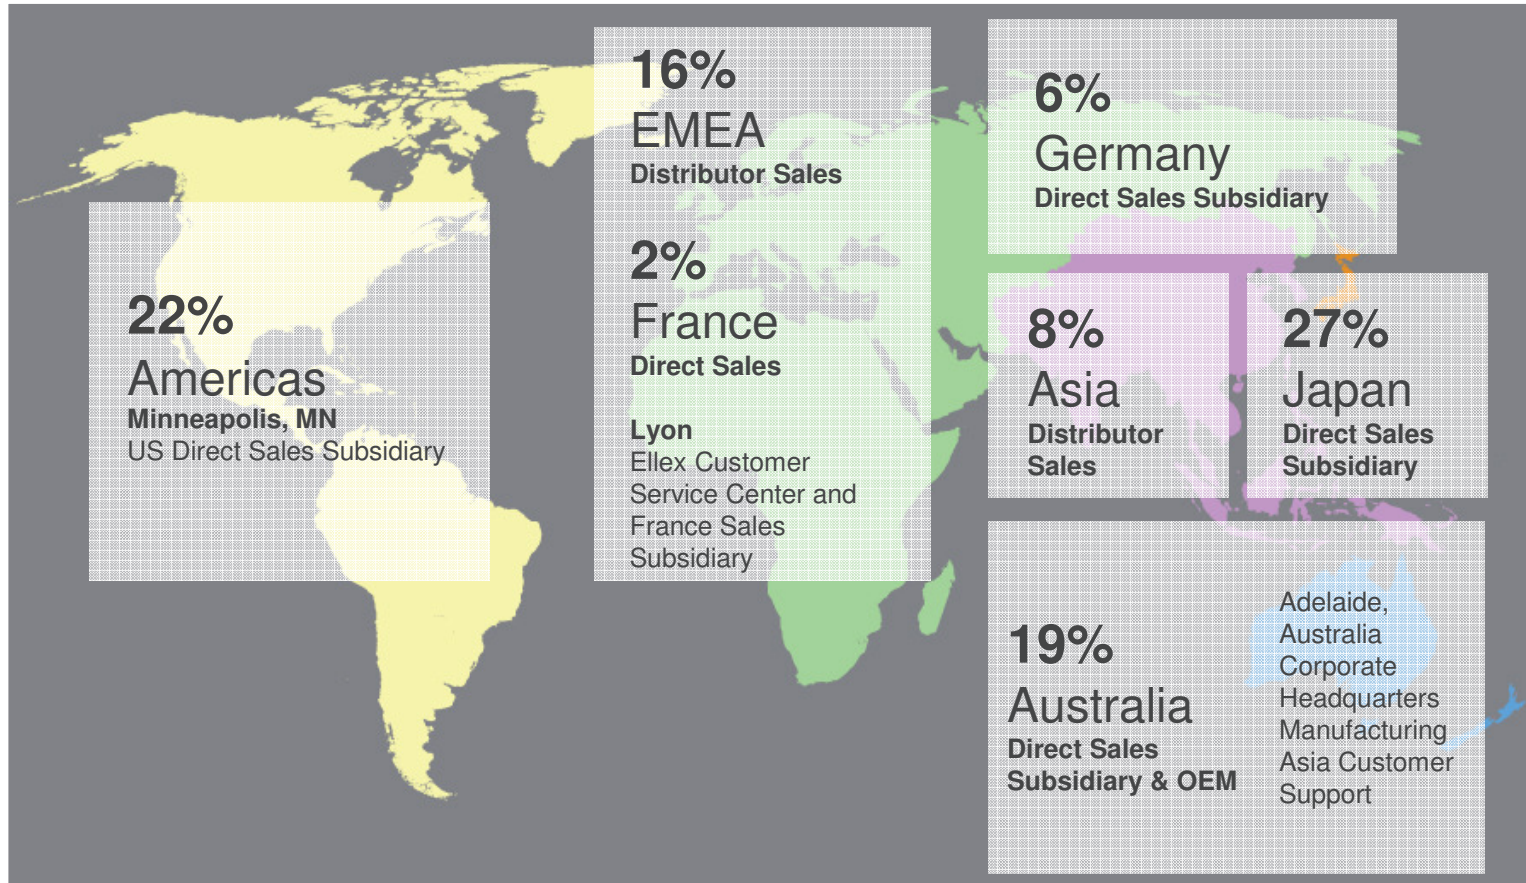 22%
Americas
Minneapolis, MN
US Direct Sales Subsidiary
16%
EMEA
Distributor Sales
2%
France
Direct Sales
Lyon
Ellex Customer
Service Center and
France Sales
Subsidiary
6%
Germany
Direct Sales Subsidiary
8%
Asia
Distributor
Sales
27%
Japan
Direct Sales
Subsidiary
19%
Australia
Direct Sales
Subsidiary & OEM
Adelaide,
Australia
Corporate
Headquarters
Manufacturing
Asia Customer
Support